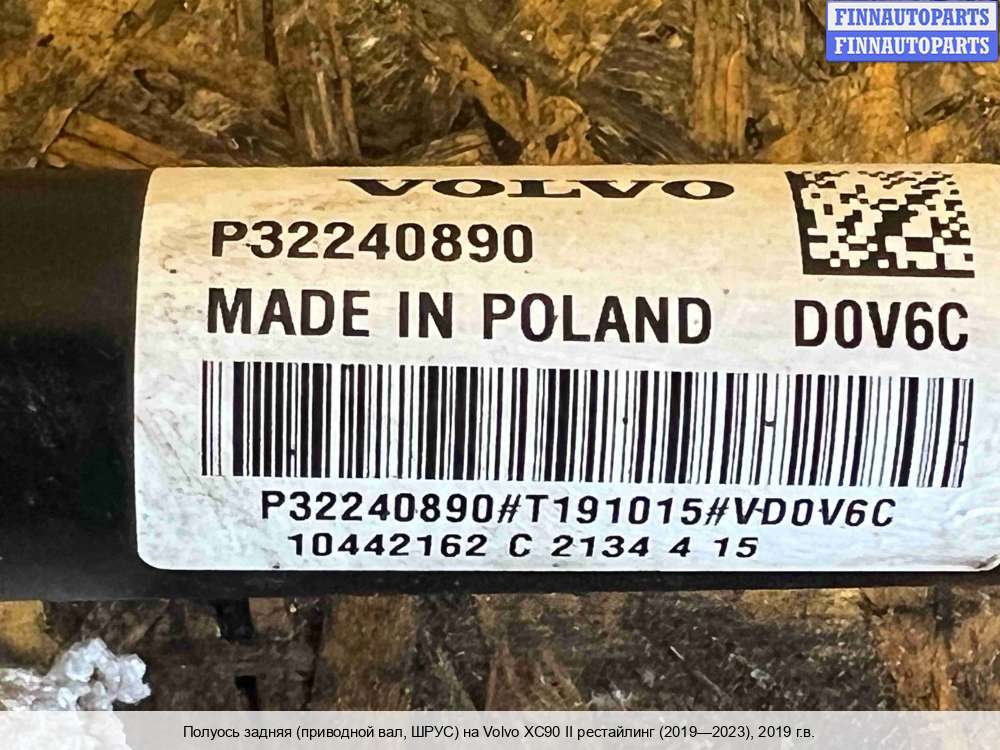 FINNAUTOPARTS
FINNAUTOPARTS
VOLVO
P32240890
MADE IN POLAND D0V6C
P32240890#T191015#VD0V6C
10442162 C 2134 4 15
Полуось задняя (приводной вал, ШРУС) на Volvo XC90 II рестайлинг (2019—2023), 2019 г.в.